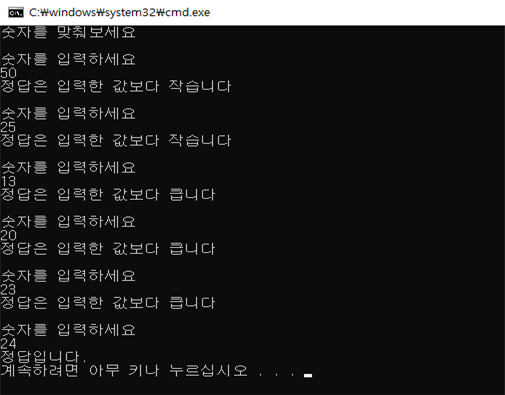 C:\windows\system32\cmd.exe
숫자를 맞춰보세요
숫자를 입력하세요
50
정답은 입력한 값보다 작습니다
숫자를 입력하세요
25
정답은 입력한 값보다 작습니다
숫자를 입력하세요
13
정답은 입력한 값보다 큽니다
숫자를 입력하세요
20
정답은 입력한 값보다 큽니다
숫자를 입력하세요
23
정답은 입력한 값보다 큽니다
숫자를 입력하세요
24
정답입니다.
계속하려면 아무 키나 누르십시오 . . .